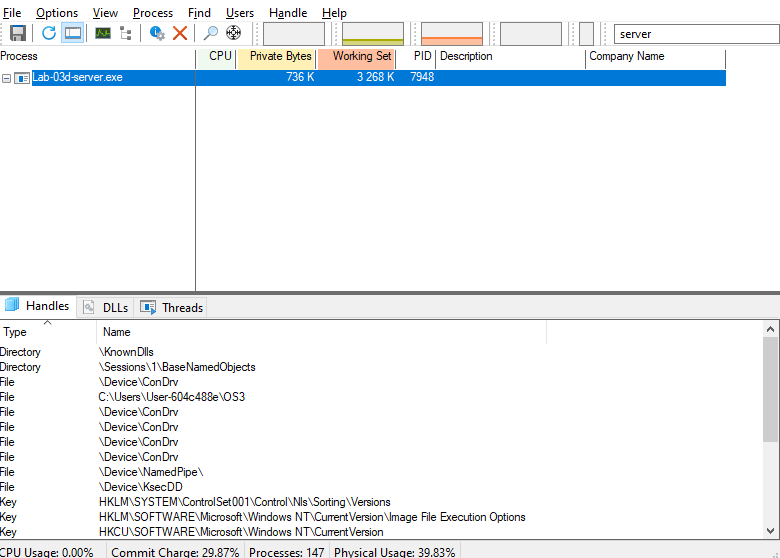 File Options View Process Find Users Handle Help
server
Process CPU Private Bytes Working Set PID Description Company Name
Lab-03d-server.exe 736 K 3 268 K 7948
Handles DLLs Threads
Type Name
Directory \KnownDlls
Directory \Sessions\1\BaseNamedObjects
File \Device\ConDrv
File C:\Users\User-604c488e\OS3
File \Device\ConDrv
File \Device\ConDrv
File \Device\ConDrv
File \Device\ConDrv
File \Device\NamedPipe\
File \Device\KsecDD
Key HKLM\SYSTEM\ControlSet001\Control\Nls\Sorting\Versions
Key HKLM\SOFTWARE\Microsoft\Windows NT\CurrentVersion\Image File Execution Options
Key HKCU\SOFTWARE\Microsoft\Windows NT\CurrentVersion
CPU Usage: 0.00% Commit Charge: 29.87% Processes: 147 Physical Usage: 39.83%